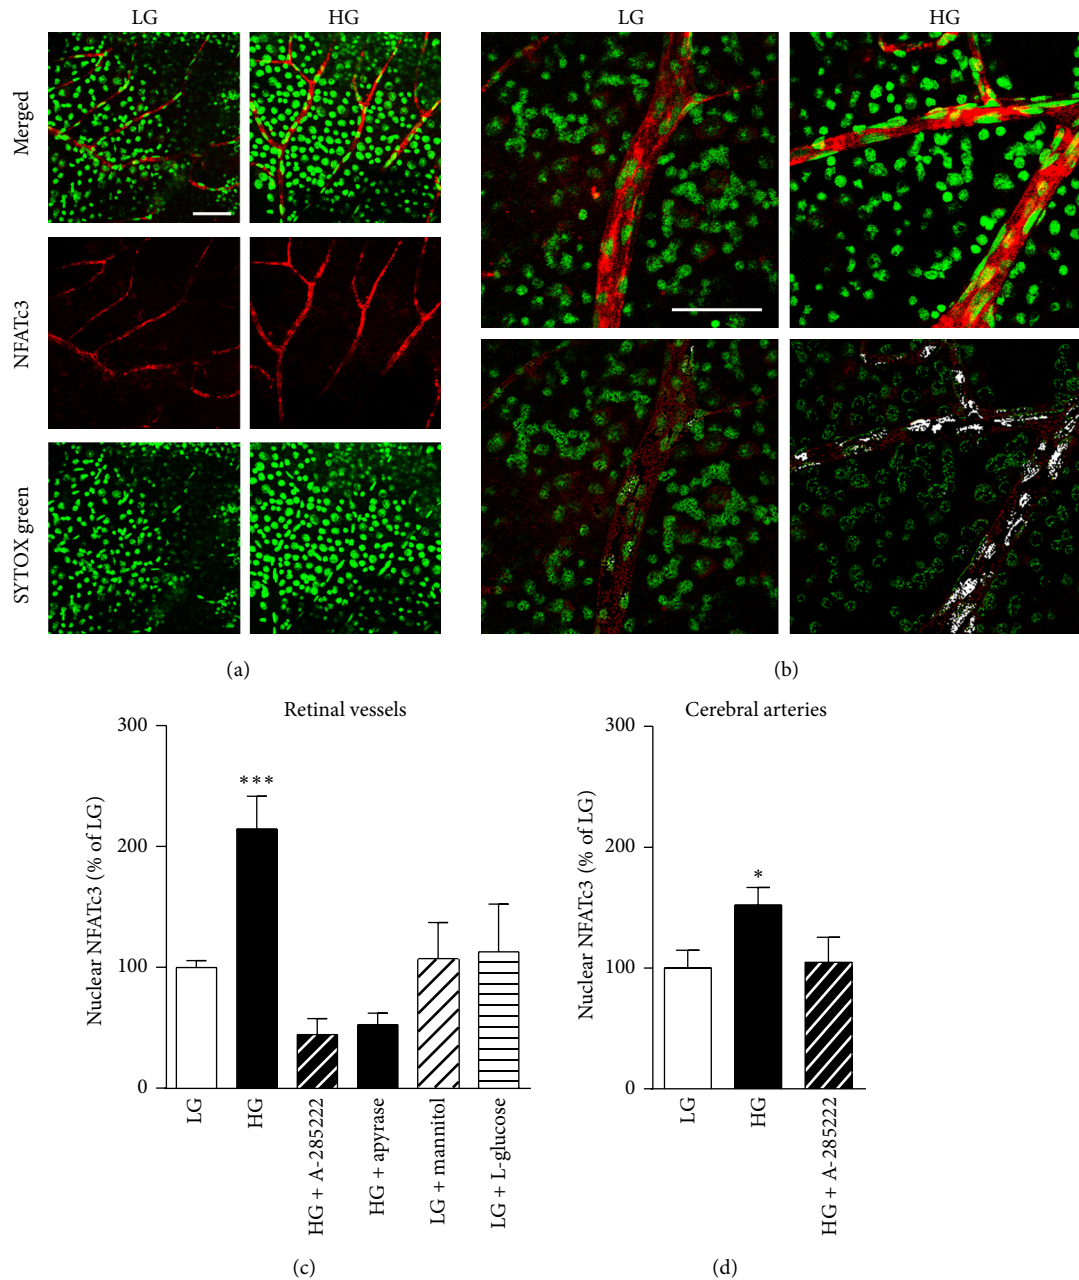 LG
HG
LG
HG
Merged
NFATc3
SYTOX green
(a)
(b)
Retinal vessels
Nuclear NFATc3 (% of LG)
300
200
100
0
***
LG
HG
HG + A-285222
HG + apyrase
LG + mannitol
LG + L-glucose
(c)
Cerebral arteries
Nuclear NFATc3 (% of LG)
300
200
100
0
*
LG
HG
HG + A-285222
(d)